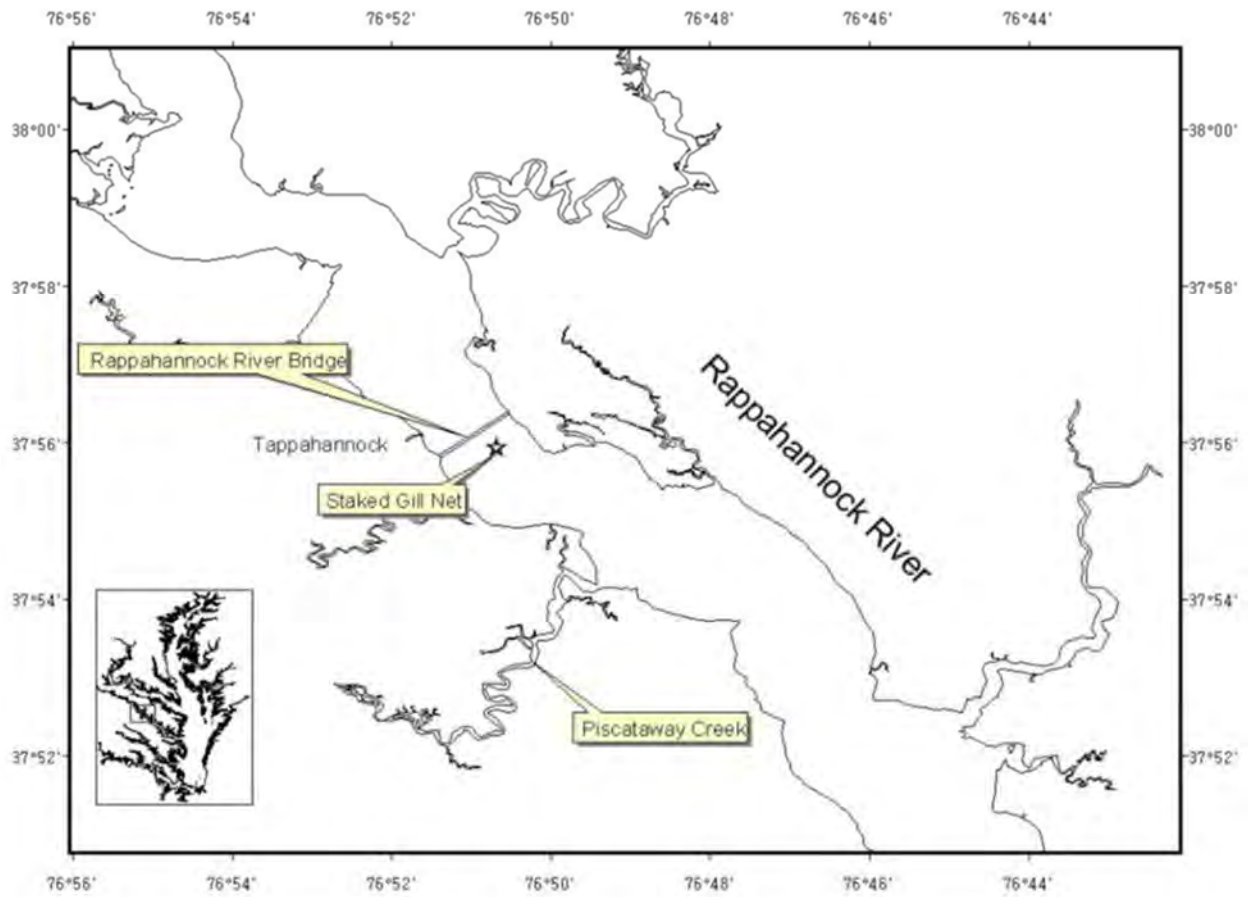 76°56' 76°54' 76°52' 76°50' 76°48' 76°46' 76°44'
38°00' 38°00'
37°58' 37°58'
Rappahannock River Bridge
Rappahannock River
37°56' Tappahannock 37°56'
Staked Gill Net
37°54' 37°54'
Piscataway Creek
37°52' 37°52'
76°56' 76°54' 76°52' 76°50' 76°48' 76°46' 76°44'